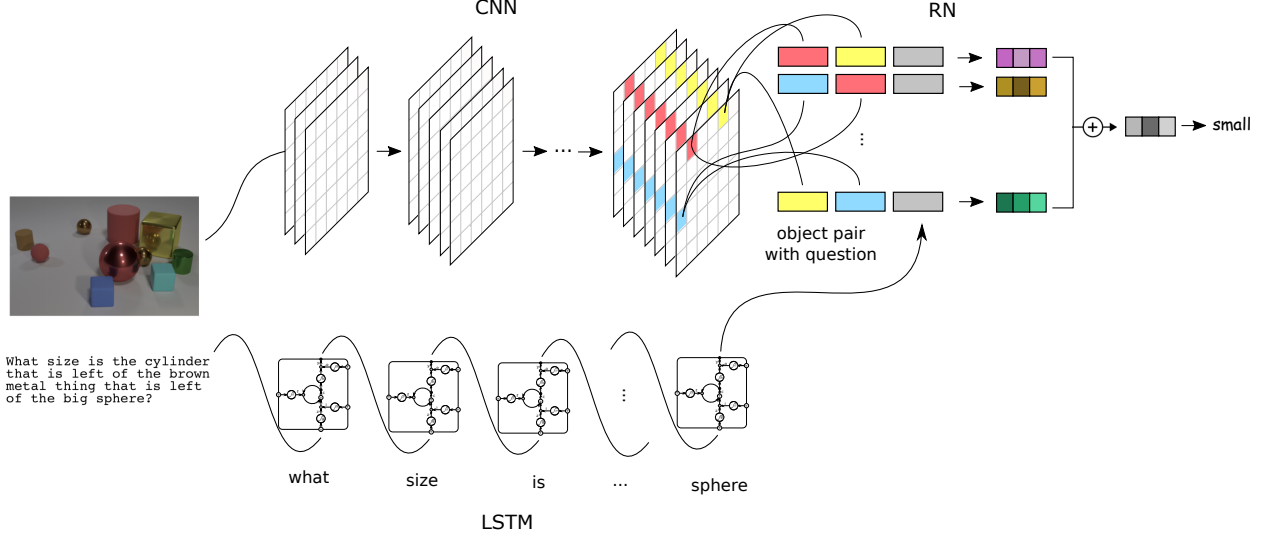 CNN
RN
small
...
...
object pair
with question
What size is the cylinder
that is left of the brown
metal thing that is left
of the big sphere?
...
what
size
is
...
sphere
LSTM